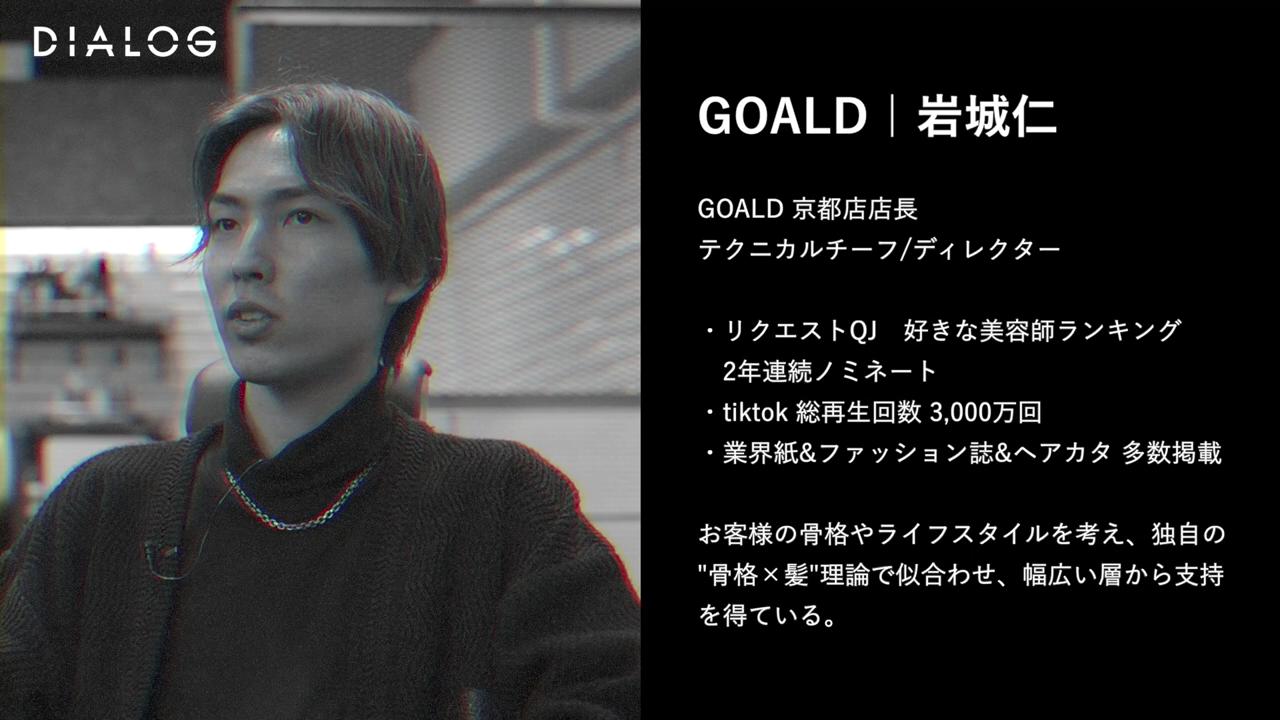 DIALOG
GOALD｜岩城仁
GOALD 京都店店長
テクニカルチーフ/ディレクター
・リクエストQJ　好きな美容師ランキング
2年連続ノミネート
・tiktok 総再生回数 3,000万回
・業界紙&ファッション誌&ヘアカタ 多数掲載
お客様の骨格やライフスタイルを考え、独自の
"骨格×髪"理論で似合わせ、幅広い層から支持
を得ている。